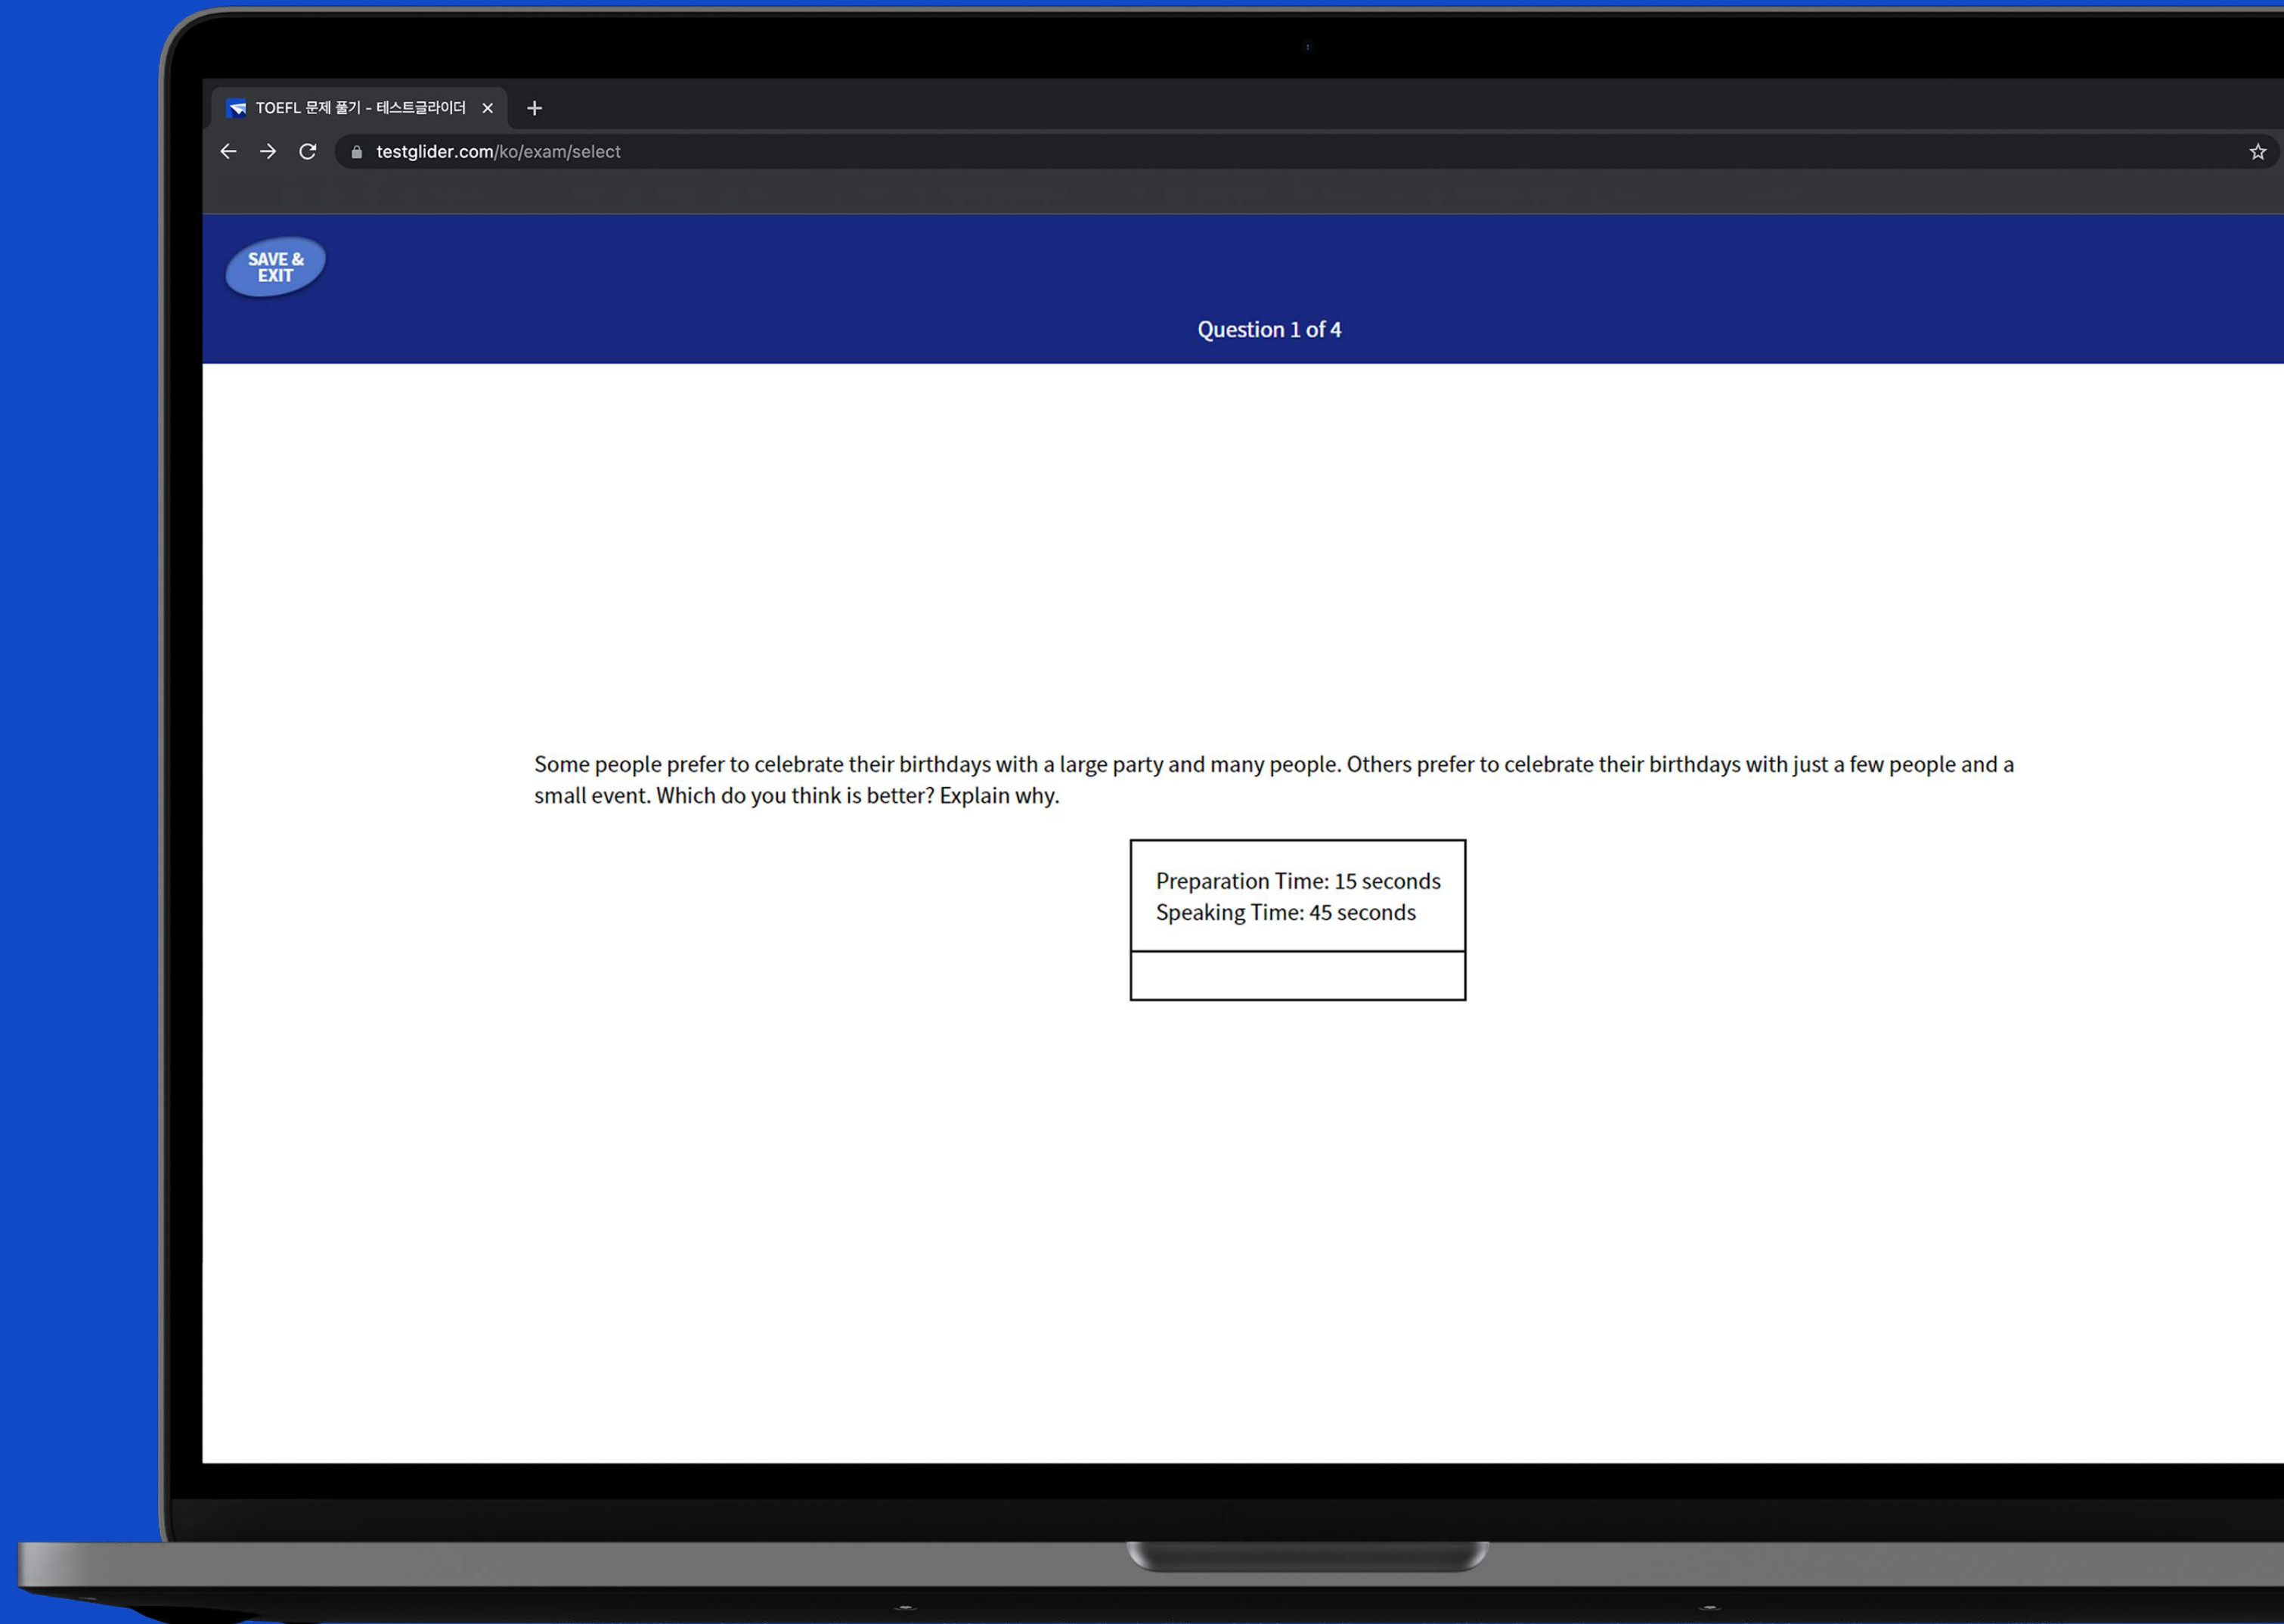 TOEFL 문제 풀기 - 테스트글라이더
testglider.com/ko/exam/select
SAVE &
EXIT
Question 1 of 4
Some people prefer to celebrate their birthdays with a large party and many people. Others prefer to celebrate their birthdays with just a few people and a
small event. Which do you think is better? Explain why.
Preparation Time: 15 seconds
Speaking Time: 45 seconds